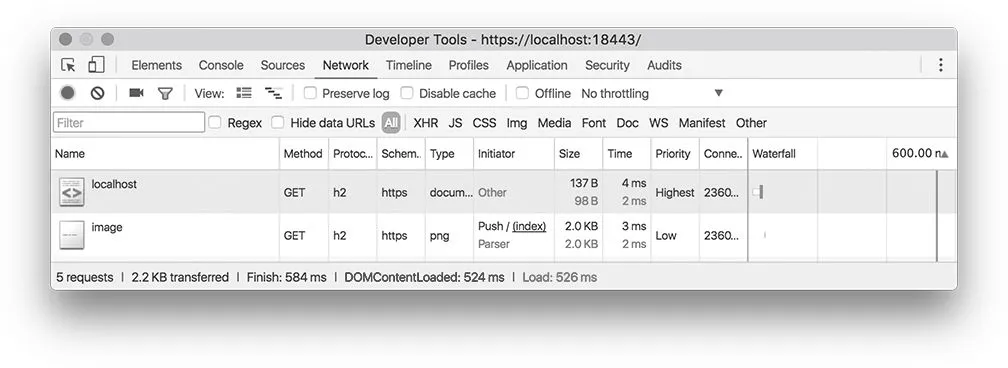 Developer Tools - https://localhost:18443/
Elements Console Sources Network Timeline Profiles Application Security Audits
View: Preserve log Disable cache Offline No throttling
Filter Regex Hide data URLs All XHR JS CSS Img Media Font Doc WS Manifest Other
Name Method Protoc... Schem.. Type Initiator Size Time Priority Conne.. Waterfall 600.00 n
localhost GET h2 https docum... Other 137 B 4 ms Highest 2360...
98 B 2 ms
image GET h2 https png Push / (index) 2.0 KB 3 ms Low 2360...
Parser 2.0 KB 2 ms
5 requests | 2.2 KB transferred | Finish: 584 ms | DOMContentLoaded: 524 ms | Load: 526 ms